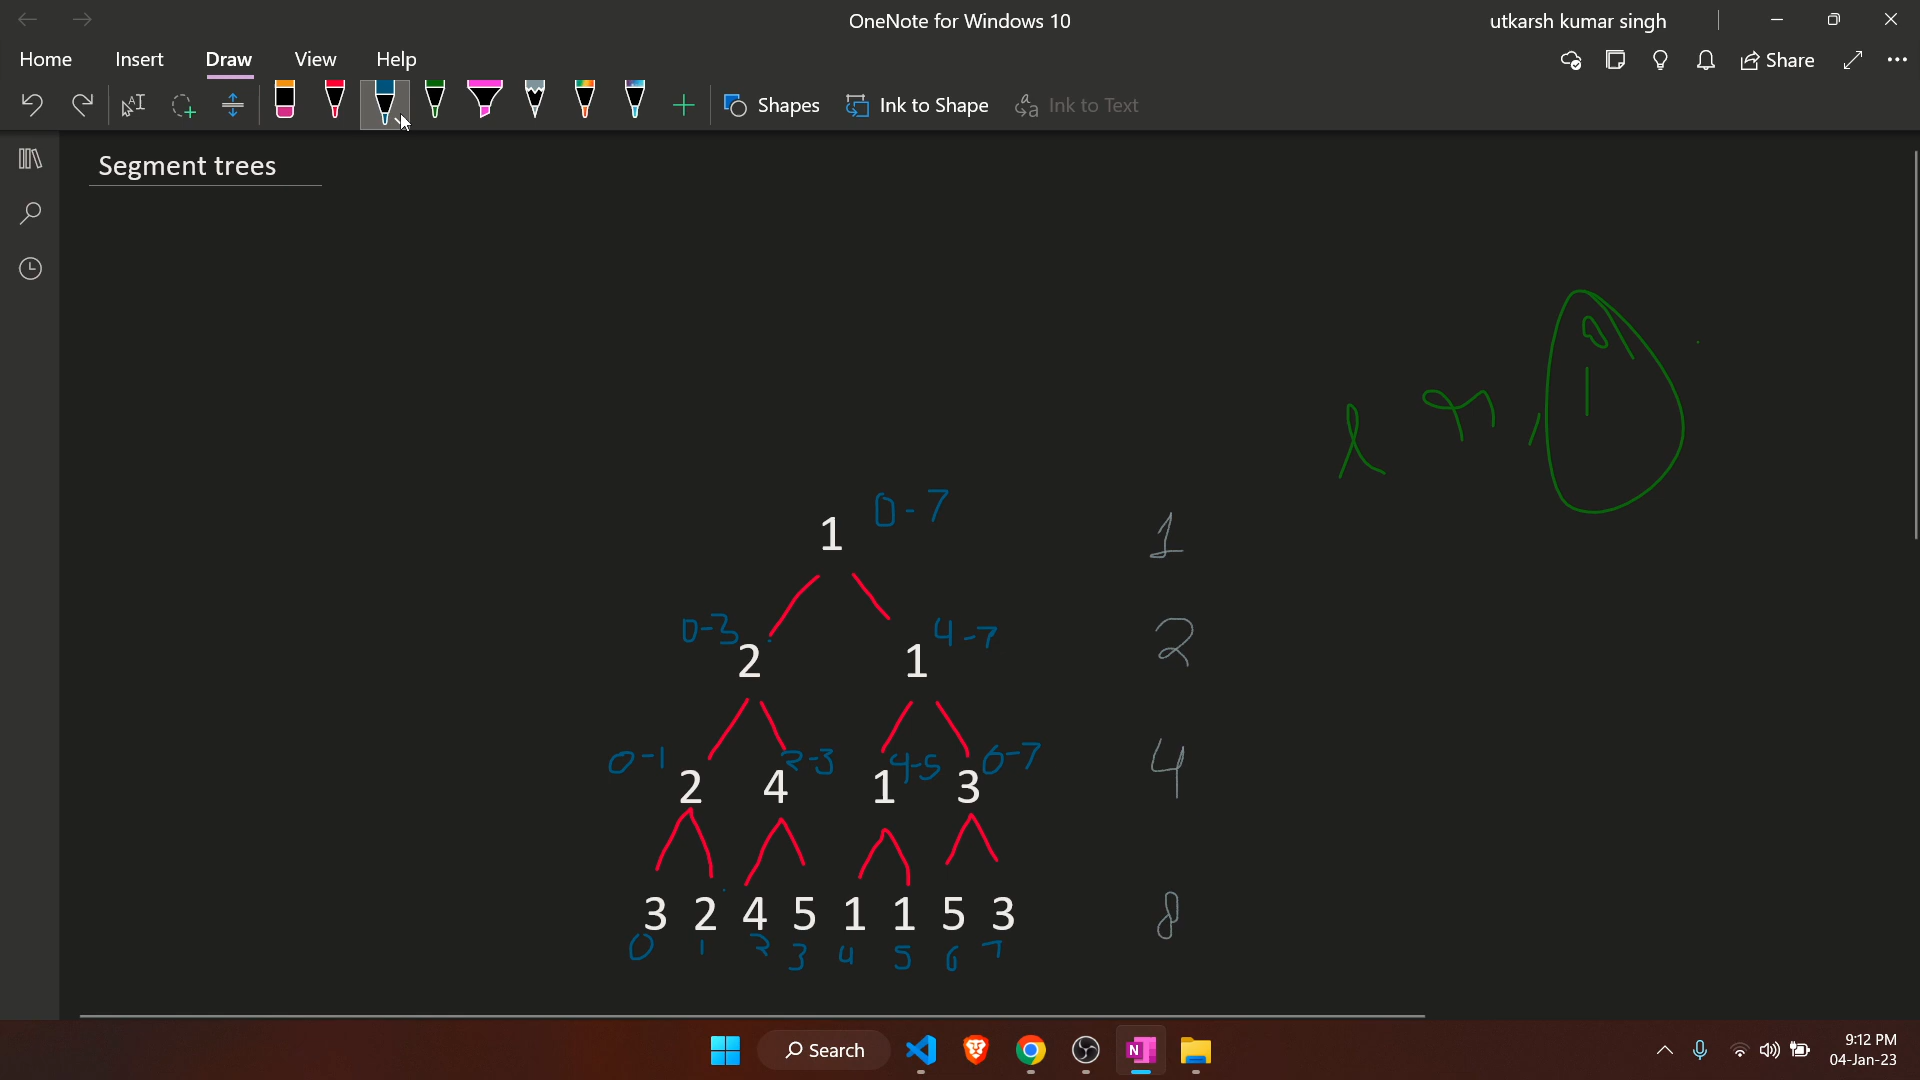 OneNote for Windows 10
utkarsh kumar singh
Home Insert Draw View Help
Share
Shapes Ink to Shape Ink to Text
Segment trees
l r,
1 0-7 1
0-3 4-7
2 1 2
0-1 2-3 4-5 6-7
2 4 1 3 4
3 2 4 5 1 1 5 3 8
0 1 2 3 4 5 6 7
Search
9:12 PM
04-Jan-23